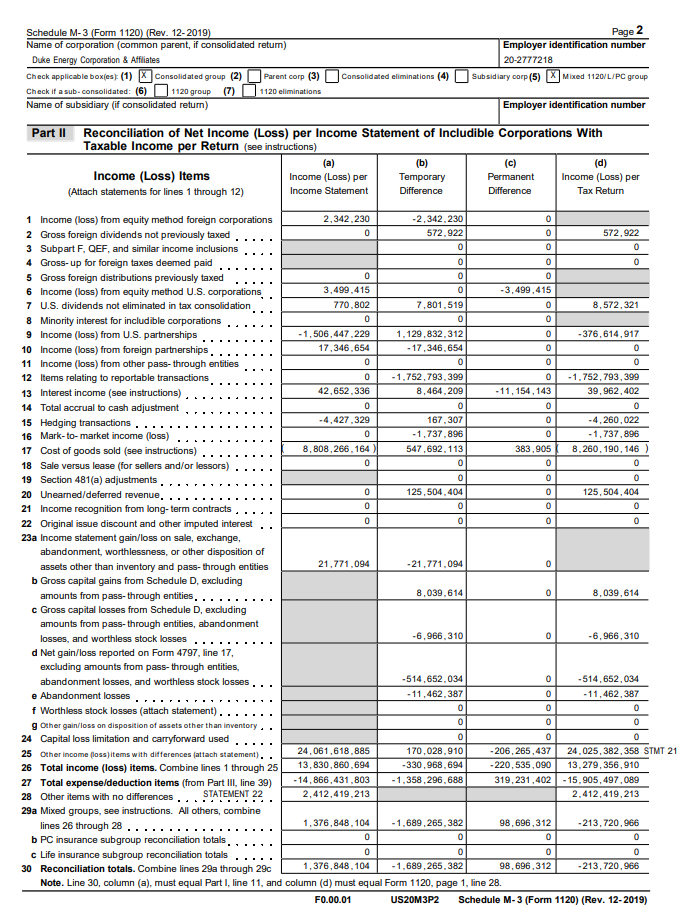 Schedule M-3 (Form 1120) (Rev. 12-2019) Page 2
Name of corporation (common parent, if consolidated return) Employer identification number
Duke Energy Corporation & Affiliates 20-2777218
Check applicable box(es): (1) X Consolidated group (2) Parent corp (3) Consolidated eliminations (4) Subsidiary corp (5) X Mixed 1120/L/PC group
Check if a sub-consolidated: (6) 1120 group (7) 1120 eliminations
Name of subsidiary (if consolidated return) Employer identification number
Part II Reconciliation of Net Income (Loss) per Income Statement of Includible Corporations With
Taxable Income per Return (see instructions)
(a) (b) (c) (d)
Income (Loss) Items Income (Loss) per Temporary Permanent Income (Loss) per
(Attach statements for lines 1 through 12) Income Statement Difference Difference Tax Return
1 Income (loss) from equity method foreign corporations 2,342,230 -2,342,230 0
2 Gross foreign dividends not previously taxed 0 572,922 0 572,922
3 Subpart F, QEF, and similar income inclusions 0 0 0
4 Gross-up for foreign taxes deemed paid 0 0 0
5 Gross foreign distributions previously taxed 0 0 0
6 Income (loss) from equity method U.S. corporations 3,499,415 0 -3,499,415
7 U.S. dividends not eliminated in tax consolidation 770,802 7,801,519 0 8,572,321
8 Minority interest for includible corporations 0 0 0
9 Income (loss) from U.S. partnerships -1,506,447,229 1,129,832,312 0 -376,614,917
10 Income (loss) from foreign partnerships 17,346,654 -17,346,654 0 0
11 Income (loss) from other pass-through entities 0 0 0 0
12 Items relating to reportable transactions 0 -1,752,793,399 0 -1,752,793,399
13 Interest income (see instructions) 42,652,336 8,464,209 -11,154,143 39,962,402
14 Total accrual to cash adjustment 0 0 0 0
15 Hedging transactions -4,427,329 167,307 0 -4,260,022
16 Mark-to-market income (loss) 0 -1,737,896 0 -1,737,896
17 Cost of goods sold (see instructions) ( 8,808,266,164 ) 547,692,113 383,905 ( 8,260,190,146 )
18 Sale versus lease (for sellers and/or lessors) 0 0 0 0
19 Section 481(a) adjustments 0 0 0
20 Unearned/deferred revenue 0 125,504,404 0 125,504,404
21 Income recognition from long-term contracts 0 0 0 0
22 Original issue discount and other imputed interest 0 0 0 0
23a Income statement gain/loss on sale, exchange,
abandonment, worthlessness, or other disposition of
assets other than inventory and pass-through entities 21,771,094 -21,771,094 0
b Gross capital gains from Schedule D, excluding
amounts from pass-through entities 8,039,614 0 8,039,614
c Gross capital losses from Schedule D, excluding
amounts from pass-through entities, abandonment
losses, and worthless stock losses -6,966,310 0 -6,966,310
d Net gain/loss reported on Form 4797, line 17,
excluding amounts from pass-through entities,
abandonment losses, and worthless stock losses -514,652,034 0 -514,652,034
e Abandonment losses -11,462,387 0 -11,462,387
f Worthless stock losses (attach statement) 0 0 0
g Other gain/loss on disposition of assets other than inventory 0 0 0
24 Capital loss limitation and carryforward used 0 0 0
25 Other income (loss) items with differences (attach statement) 24,061,618,885 170,028,910 -206,265,437 24,025,382,358 STMT 21
26 Total income (loss) items. Combine lines 1 through 25 13,830,860,694 -330,968,694 -220,535,090 13,279,356,910
27 Total expense/deduction items (from Part III, line 39) -14,866,431,803 -1,358,296,688 319,231,402 -15,905,497,089
28 Other items with no differences STATEMENT 22 2,412,419,213 2,412,419,213
29a Mixed groups, see instructions. All others, combine
lines 26 through 28 1,376,848,104 -1,689,265,382 98,696,312 -213,720,966
b PC insurance subgroup reconciliation totals 0 0 0 0
c Life insurance subgroup reconciliation totals 0 0 0 0
30 Reconciliation totals. Combine lines 29a through 29c 1,376,848,104 -1,689,265,382 98,696,312 -213,720,966
Note. Line 30, column (a), must equal Part I, line 11, and column (d) must equal Form 1120, page 1, line 28.
F0.00.01 US20M3P2 Schedule M-3 (Form 1120) (Rev. 12-2019)